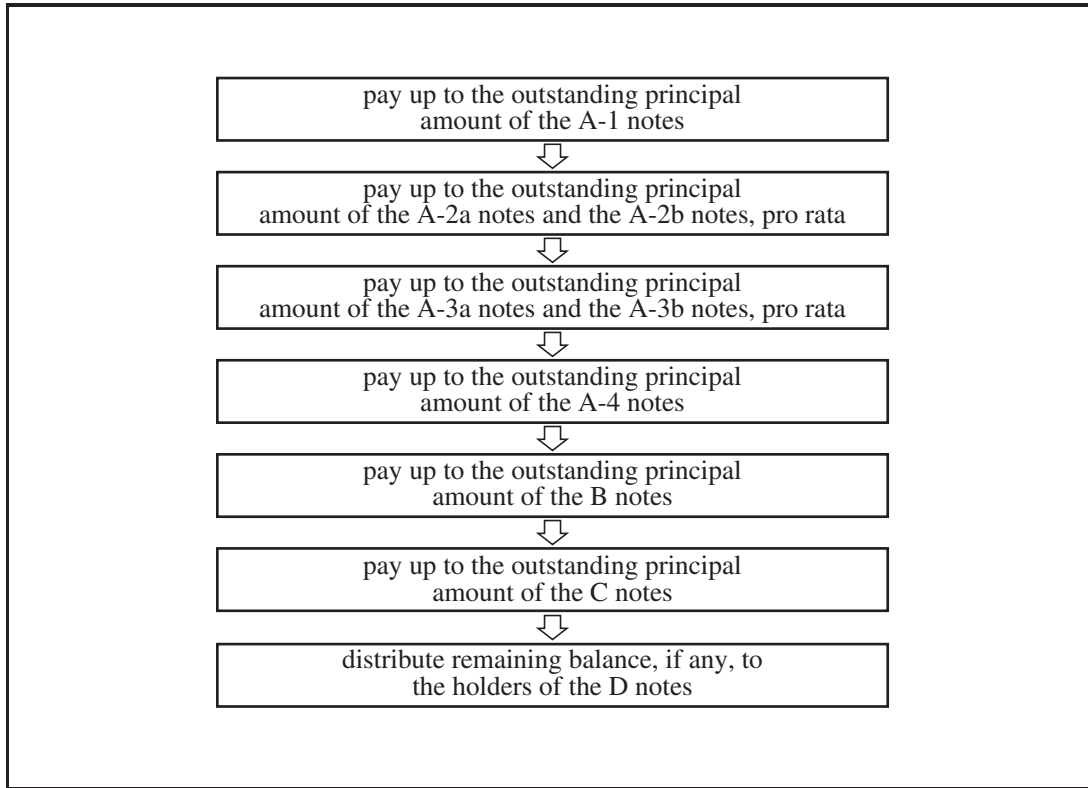 pay up to the outstanding principal
amount of the A-1 notes
pay up to the outstanding principal
amount of the A-2a notes and the A-2b notes, pro rata
pay up to the outstanding principal
amount of the A-3a notes and the A-3b notes, pro rata
pay up to the outstanding principal
amount of the A-4 notes
pay up to the outstanding principal
amount of the B notes
pay up to the outstanding principal
amount of the C notes
distribute remaining balance, if any, to
the holders of the D notes